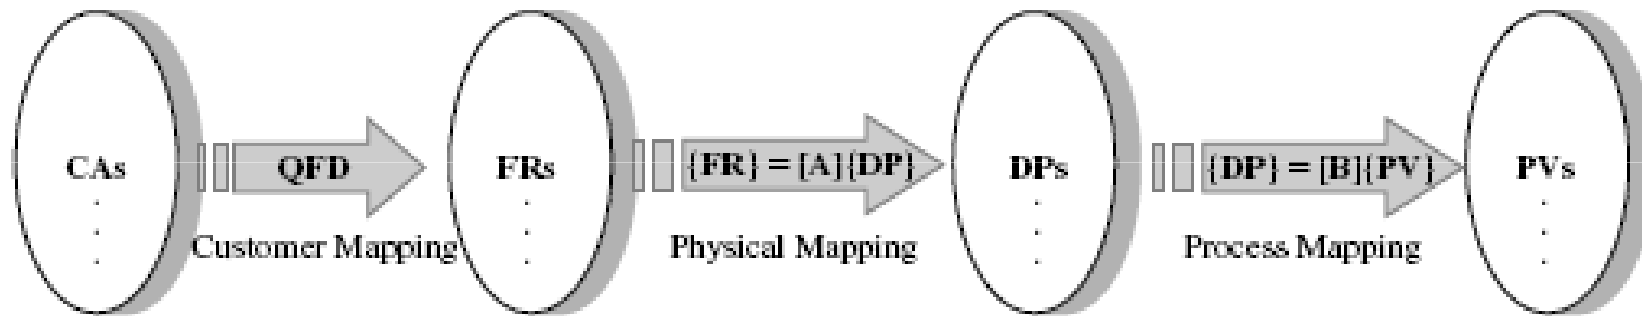 CAs QFD FRs {FR} = [A]{DP} DPs {DP} = [B]{PV} PVs
Customer Mapping Physical Mapping Process Mapping